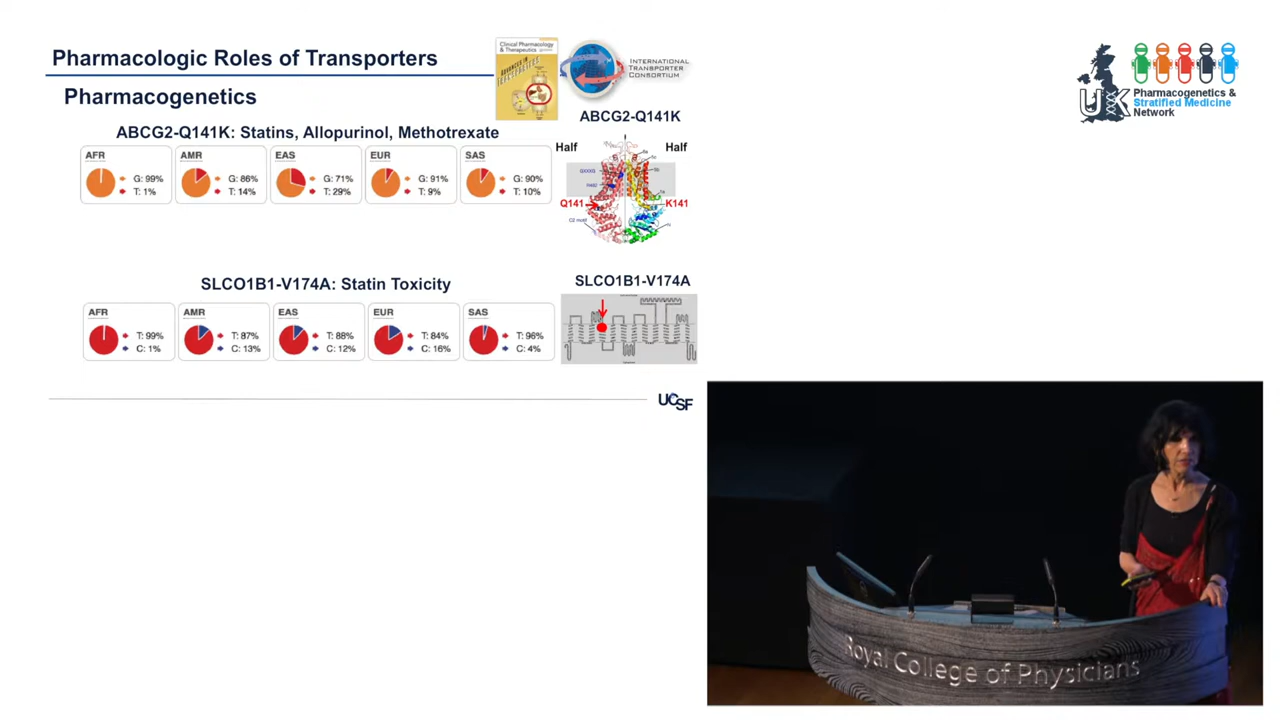 Pharmacologic Roles of Transporters
Clinical Pharmacology
& Therapeutics
INTERNATIONAL
TRANSPORTER
CONSORTIUM
UK
Pharmacogenetics &
Stratified Medicine
Network
Pharmacogenetics
ABCG2-Q141K
ABCG2-Q141K: Statins, Allopurinol, Methotrexate
Half Half
AFR
G: 99%
T: 1%
AMR
G: 86%
T: 14%
EAS
G: 71%
T: 29%
EUR
G: 91%
T: 9%
SAS
G: 90%
T: 10%
Q141 K141
SLCO1B1-V174A: Statin Toxicity
SLCO1B1-V174A
AFR
T: 99%
C: 1%
AMR
T: 87%
C: 13%
EAS
T: 88%
C: 12%
EUR
T: 84%
C: 16%
SAS
T: 96%
C: 4%
UCSF
Royal College of Physicians